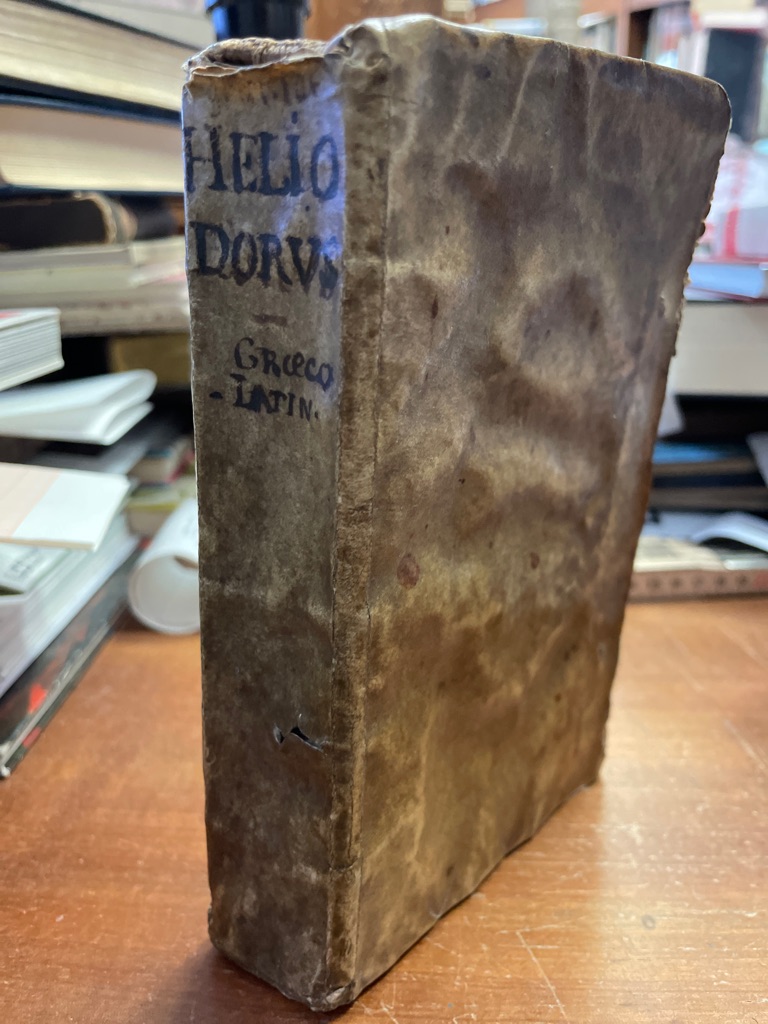 HELIO
DORVS
Grœco
- LATIN.